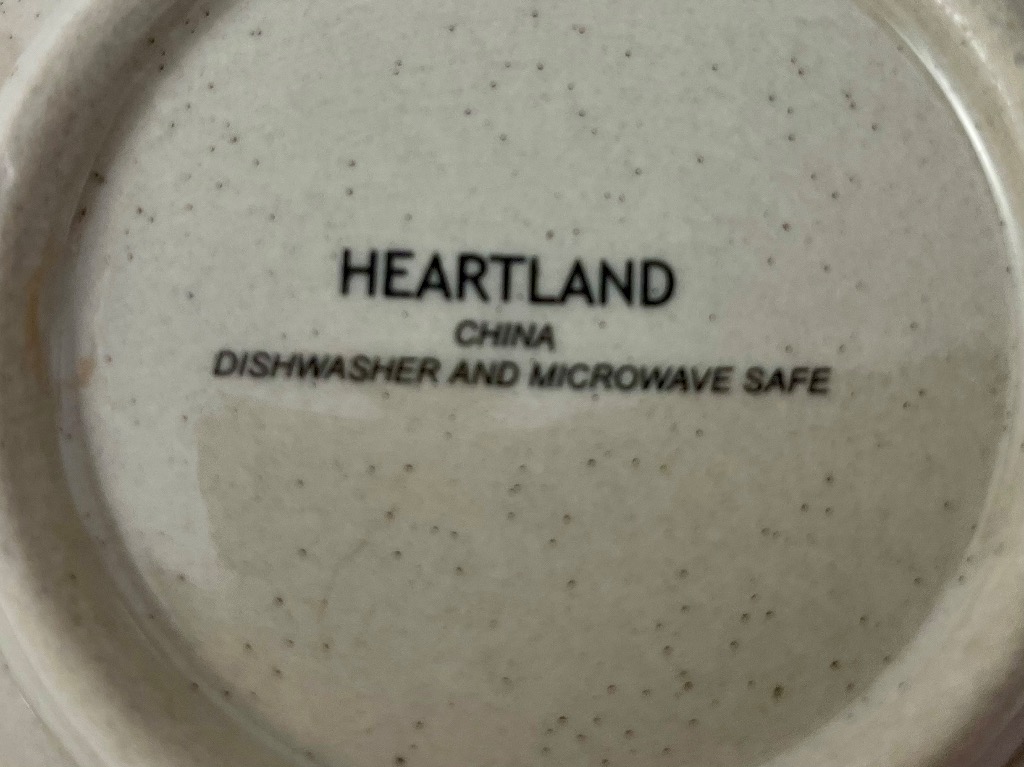 HEARTLAND
CHINA
DISHWASHER AND MICROWAVE SAFE